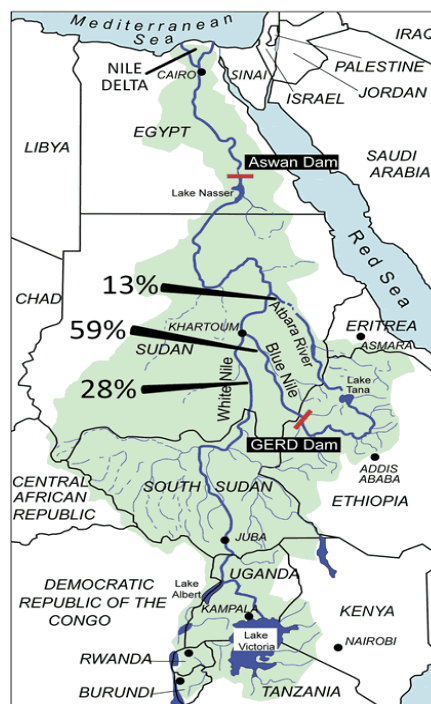 Mediterranean
Sea
IRAQ
NILE
DELTA
CAIRO
SINAI
PALESTINE
ISRAEL
JORDAN
EGYPT
LIBYA
Aswan Dam
SAUDI
ARABIA
Lake Nasser
Red Sea
CHAD
13%
Atbara River
KHARTOUM
59%
SUDAN
ERITREA
ASMARA
Blue Nile
White Nile
28%
Lake
Tana
GERD Dam
CENTRAL
AFRICAN
REPUBLIC
SOUTH SUDAN
ADDIS
ABABA
ETHIOPIA
JUBA
UGANDA
DEMOCRATIC
REPUBLIC OF THE
CONGO
Lake
Albert
KAMPALA
KENYA
Lake
Victoria
NAIROBI
RWANDA
BURUNDI
TANZANIA